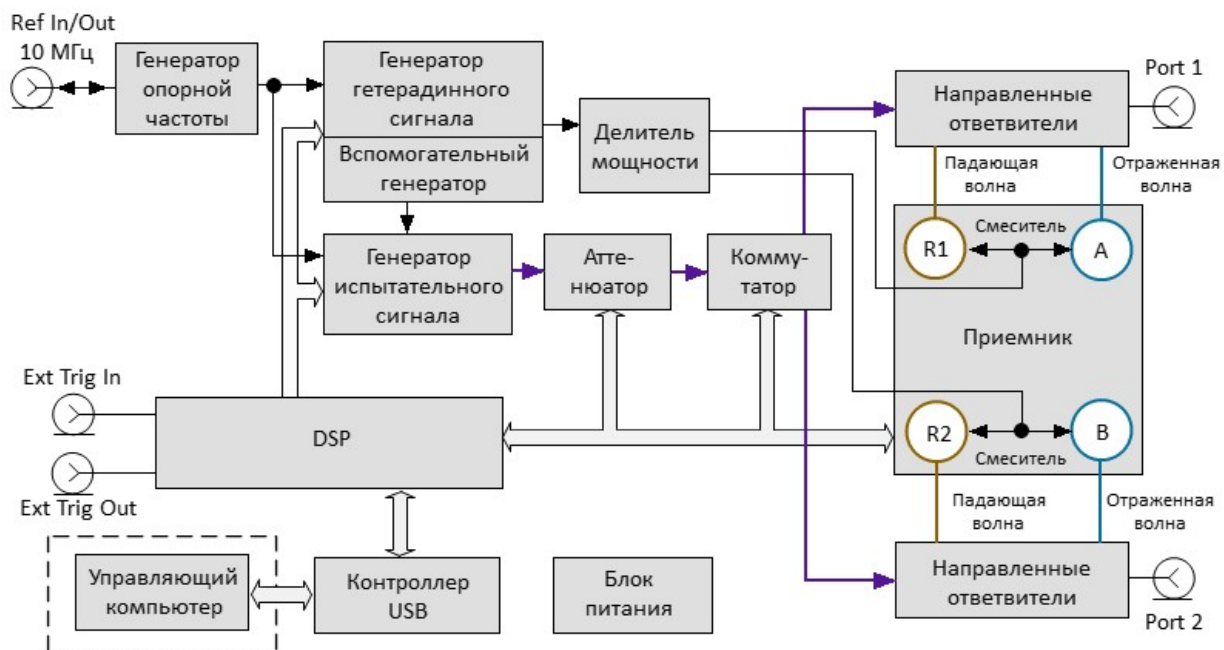 Ref In/Out
10 МГц
Генератор
опорной
частоты
Генератор
гетерадинного
сигнала
Вспомогательный
генератор
Делитель
мощности
Направленные
ответвители
Port 1
Падающая
волна
Отраженная
волна
Генератор
испытательного
сигнала
Атте-
нюатор
Комму-
татор
Смеситель
R1
A
Приемник
Ext Trig In
DSP
Ext Trig Out
R2
B
Смеситель
Падающая
волна
Отраженная
волна
Управляющий
компьютер
Контроллер
USB
Блок
питания
Направленные
ответвители
Port 2